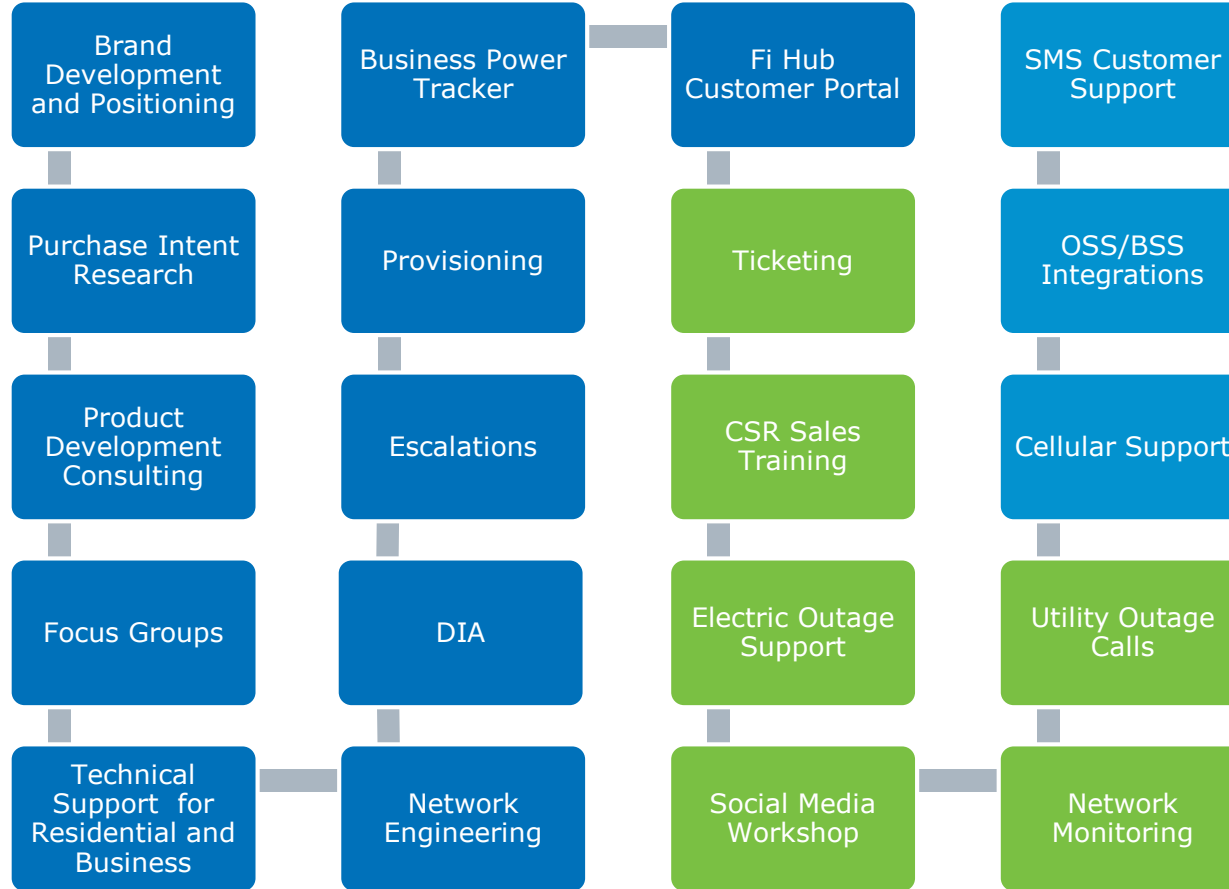 Brand
Development
and Positioning
Purchase Intent
Research
Product
Development
Consulting
Focus Groups
Technical
Support for
Residential and
Business
Network
Engineering
DIA
Escalations
Provisioning
Business Power
Tracker
Fi Hub
Customer Portal
Ticketing
CSR Sales
Training
Electric Outage
Support
Social Media
Workshop
Network
Monitoring
Utility Outage
Calls
Cellular Support
OSS/BSS
Integrations
SMS Customer
Support